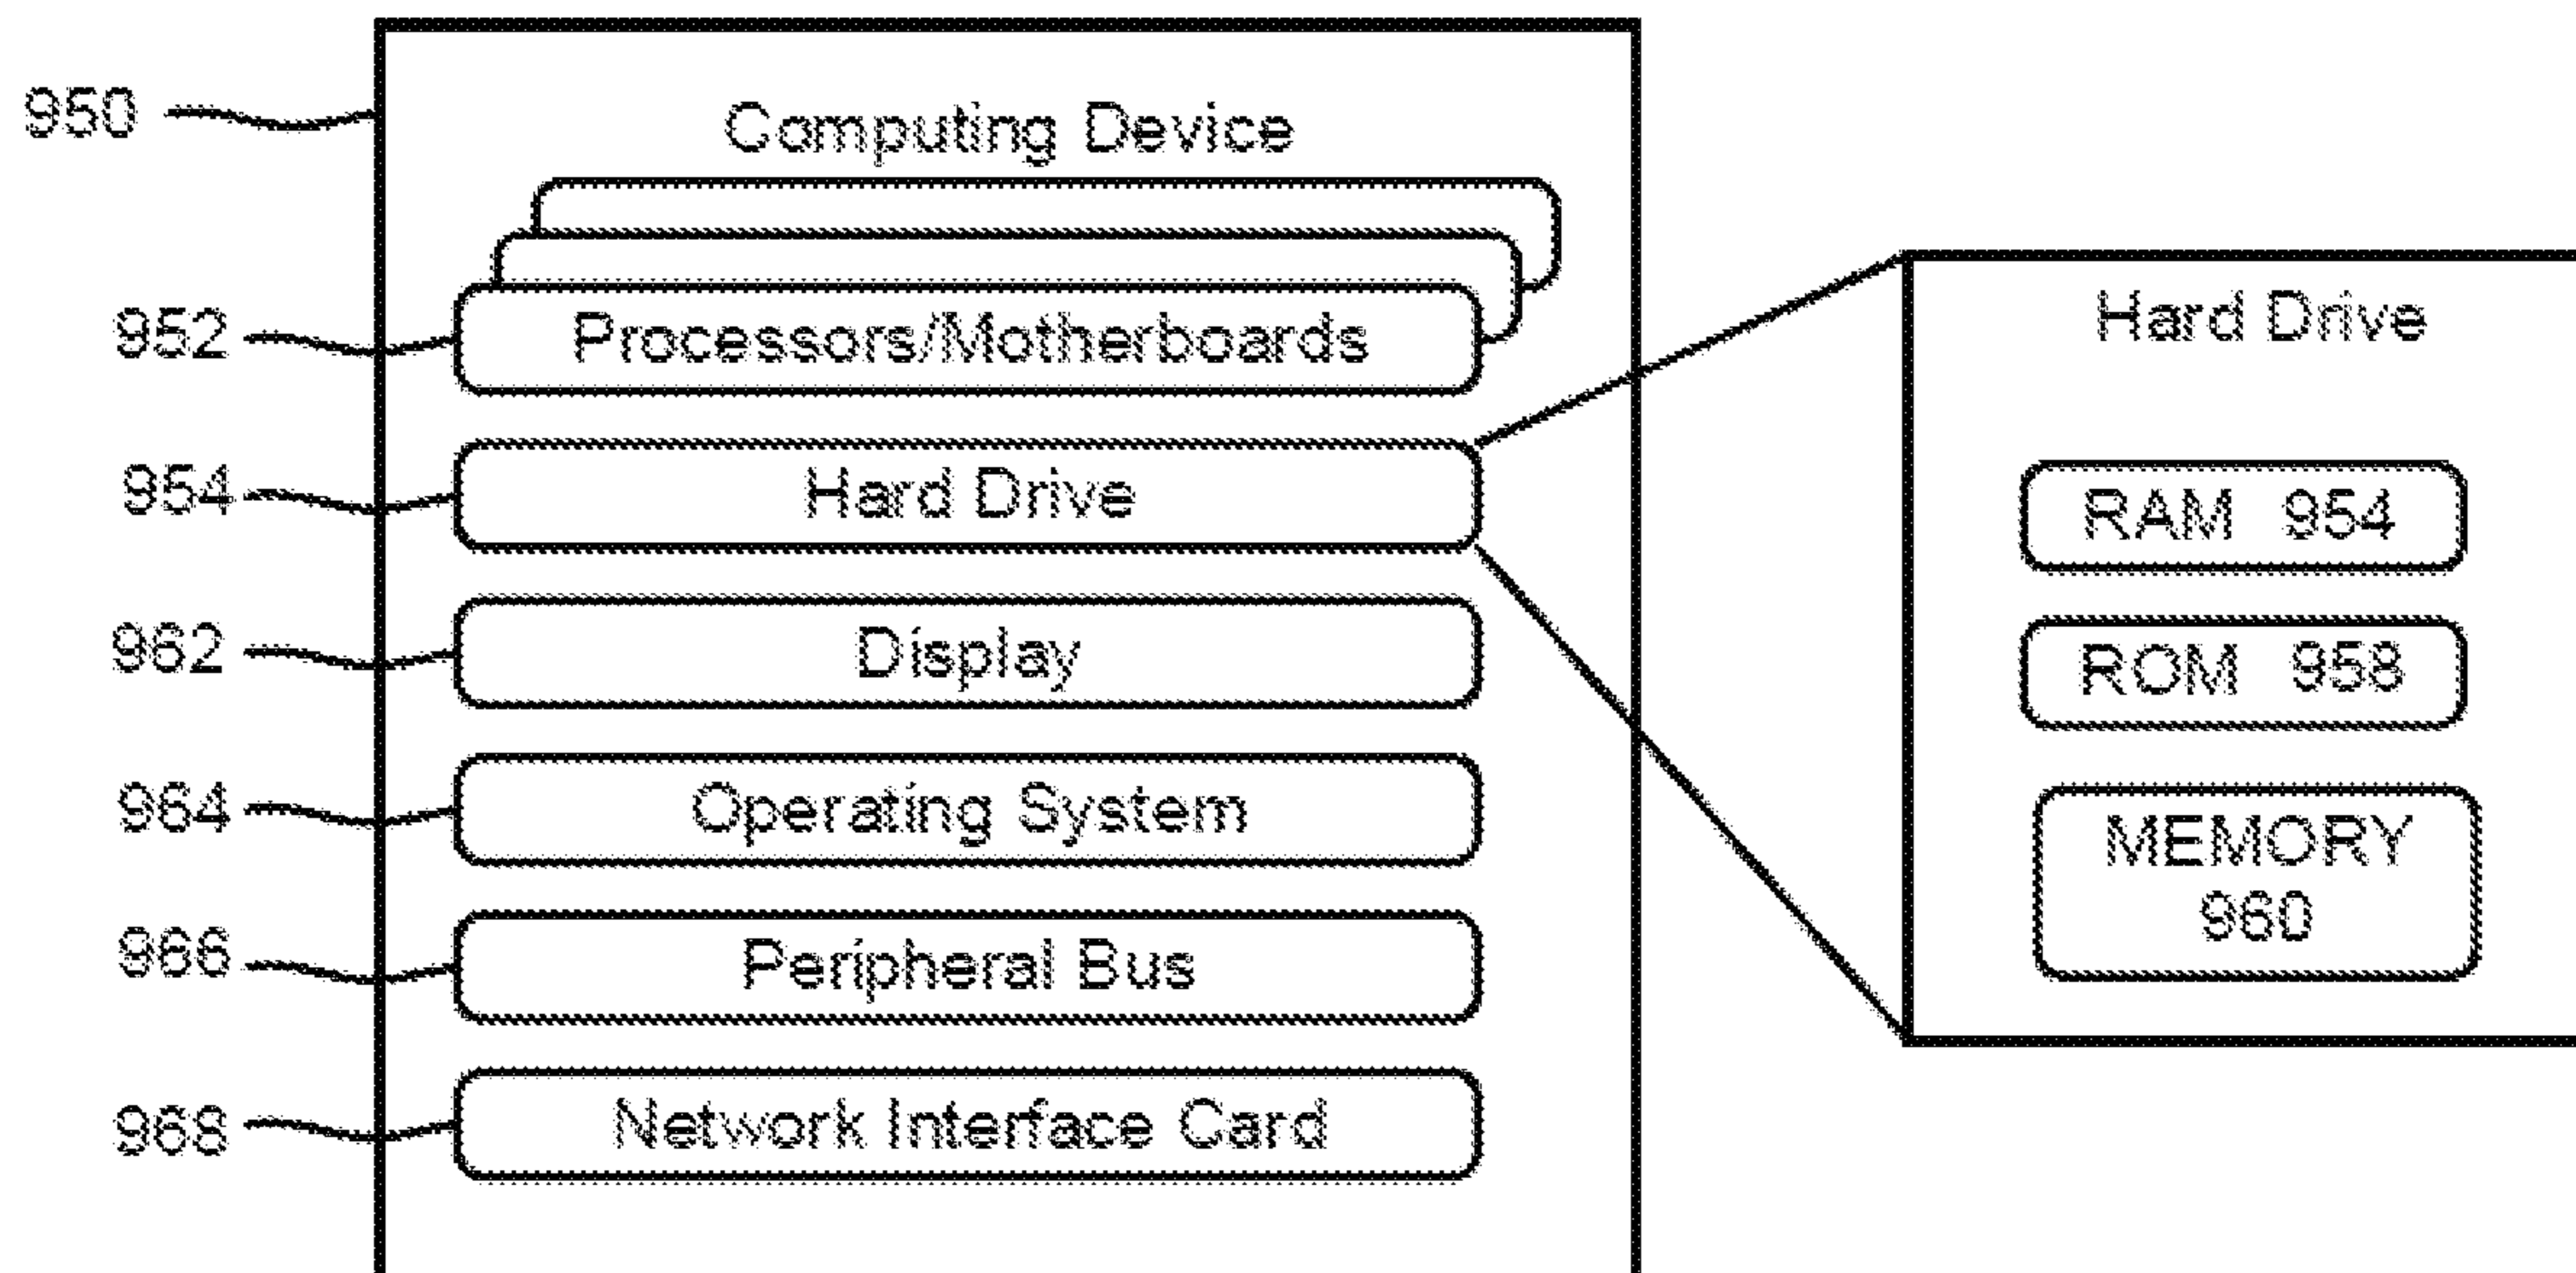 950
Computing Device
952
Processors/Motherboards
954
Hard Drive
962
Display
964
Operating System
966
Peripheral Bus
968
Network Interface Card
Hard Drive
RAM 954
ROM 958
MEMORY
960